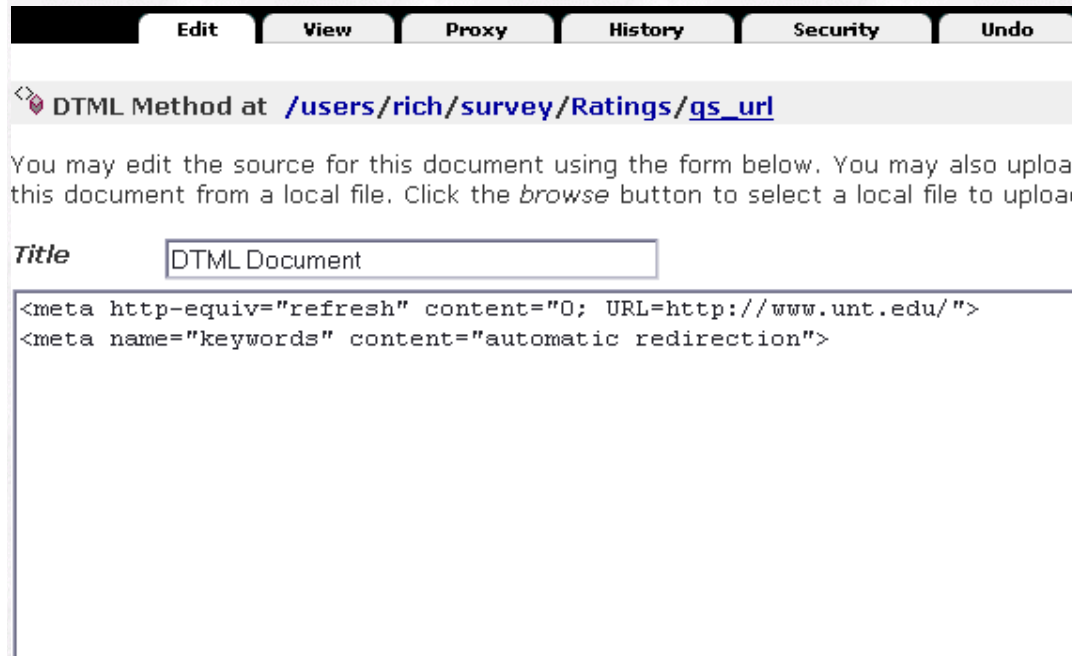 Edit View Proxy History Security Undo
DTML Method at /users/rich/survey/Ratings/qs_url
You may edit the source for this document using the form below. You may also uploa
this document from a local file. Click the browse button to select a local file to uploa
Title DTML Document
<meta http-equiv="refresh" content="0; URL=http://www.unt.edu/">
<meta name="keywords" content="automatic redirection">